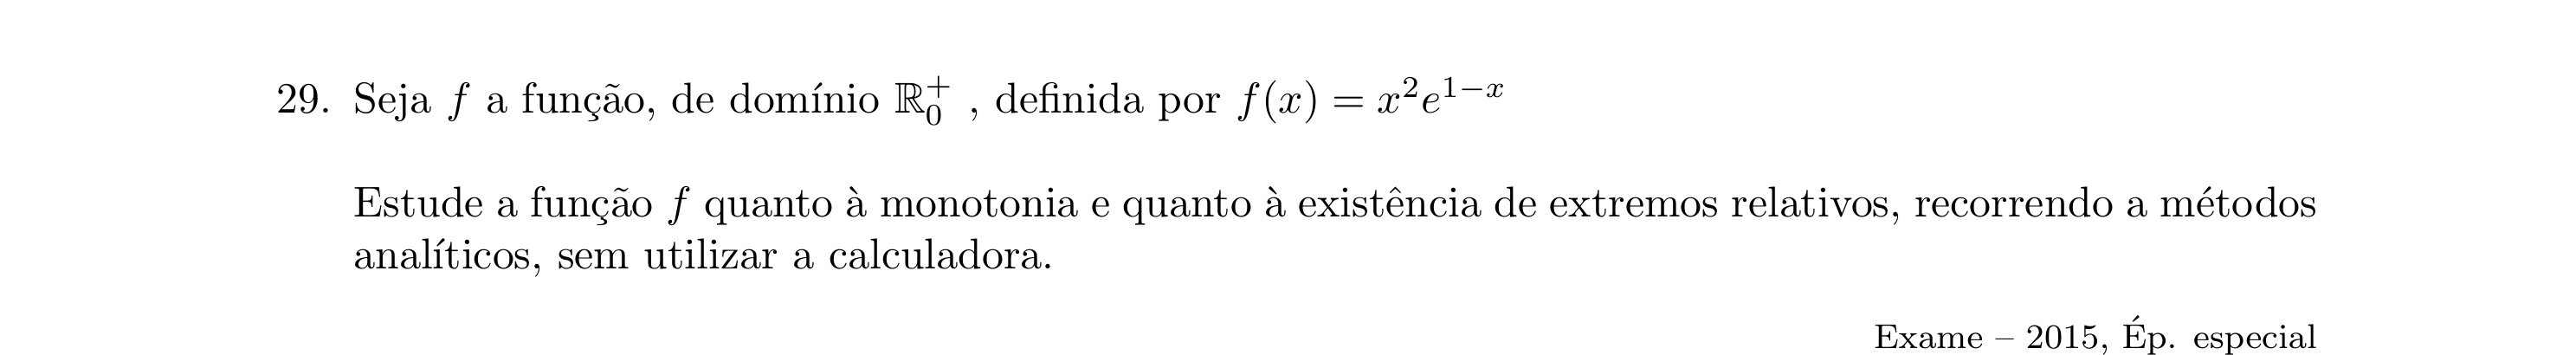 29. Seja f a função, de domínio ℝ₀⁺ , definida por f(x) = x²e¹⁻ˣ
Estude a função f quanto à monotonia e quanto à existência de extremos relativos, recorrendo a métodos
analíticos, sem utilizar a calculadora.
Exame – 2015, Ép. especial